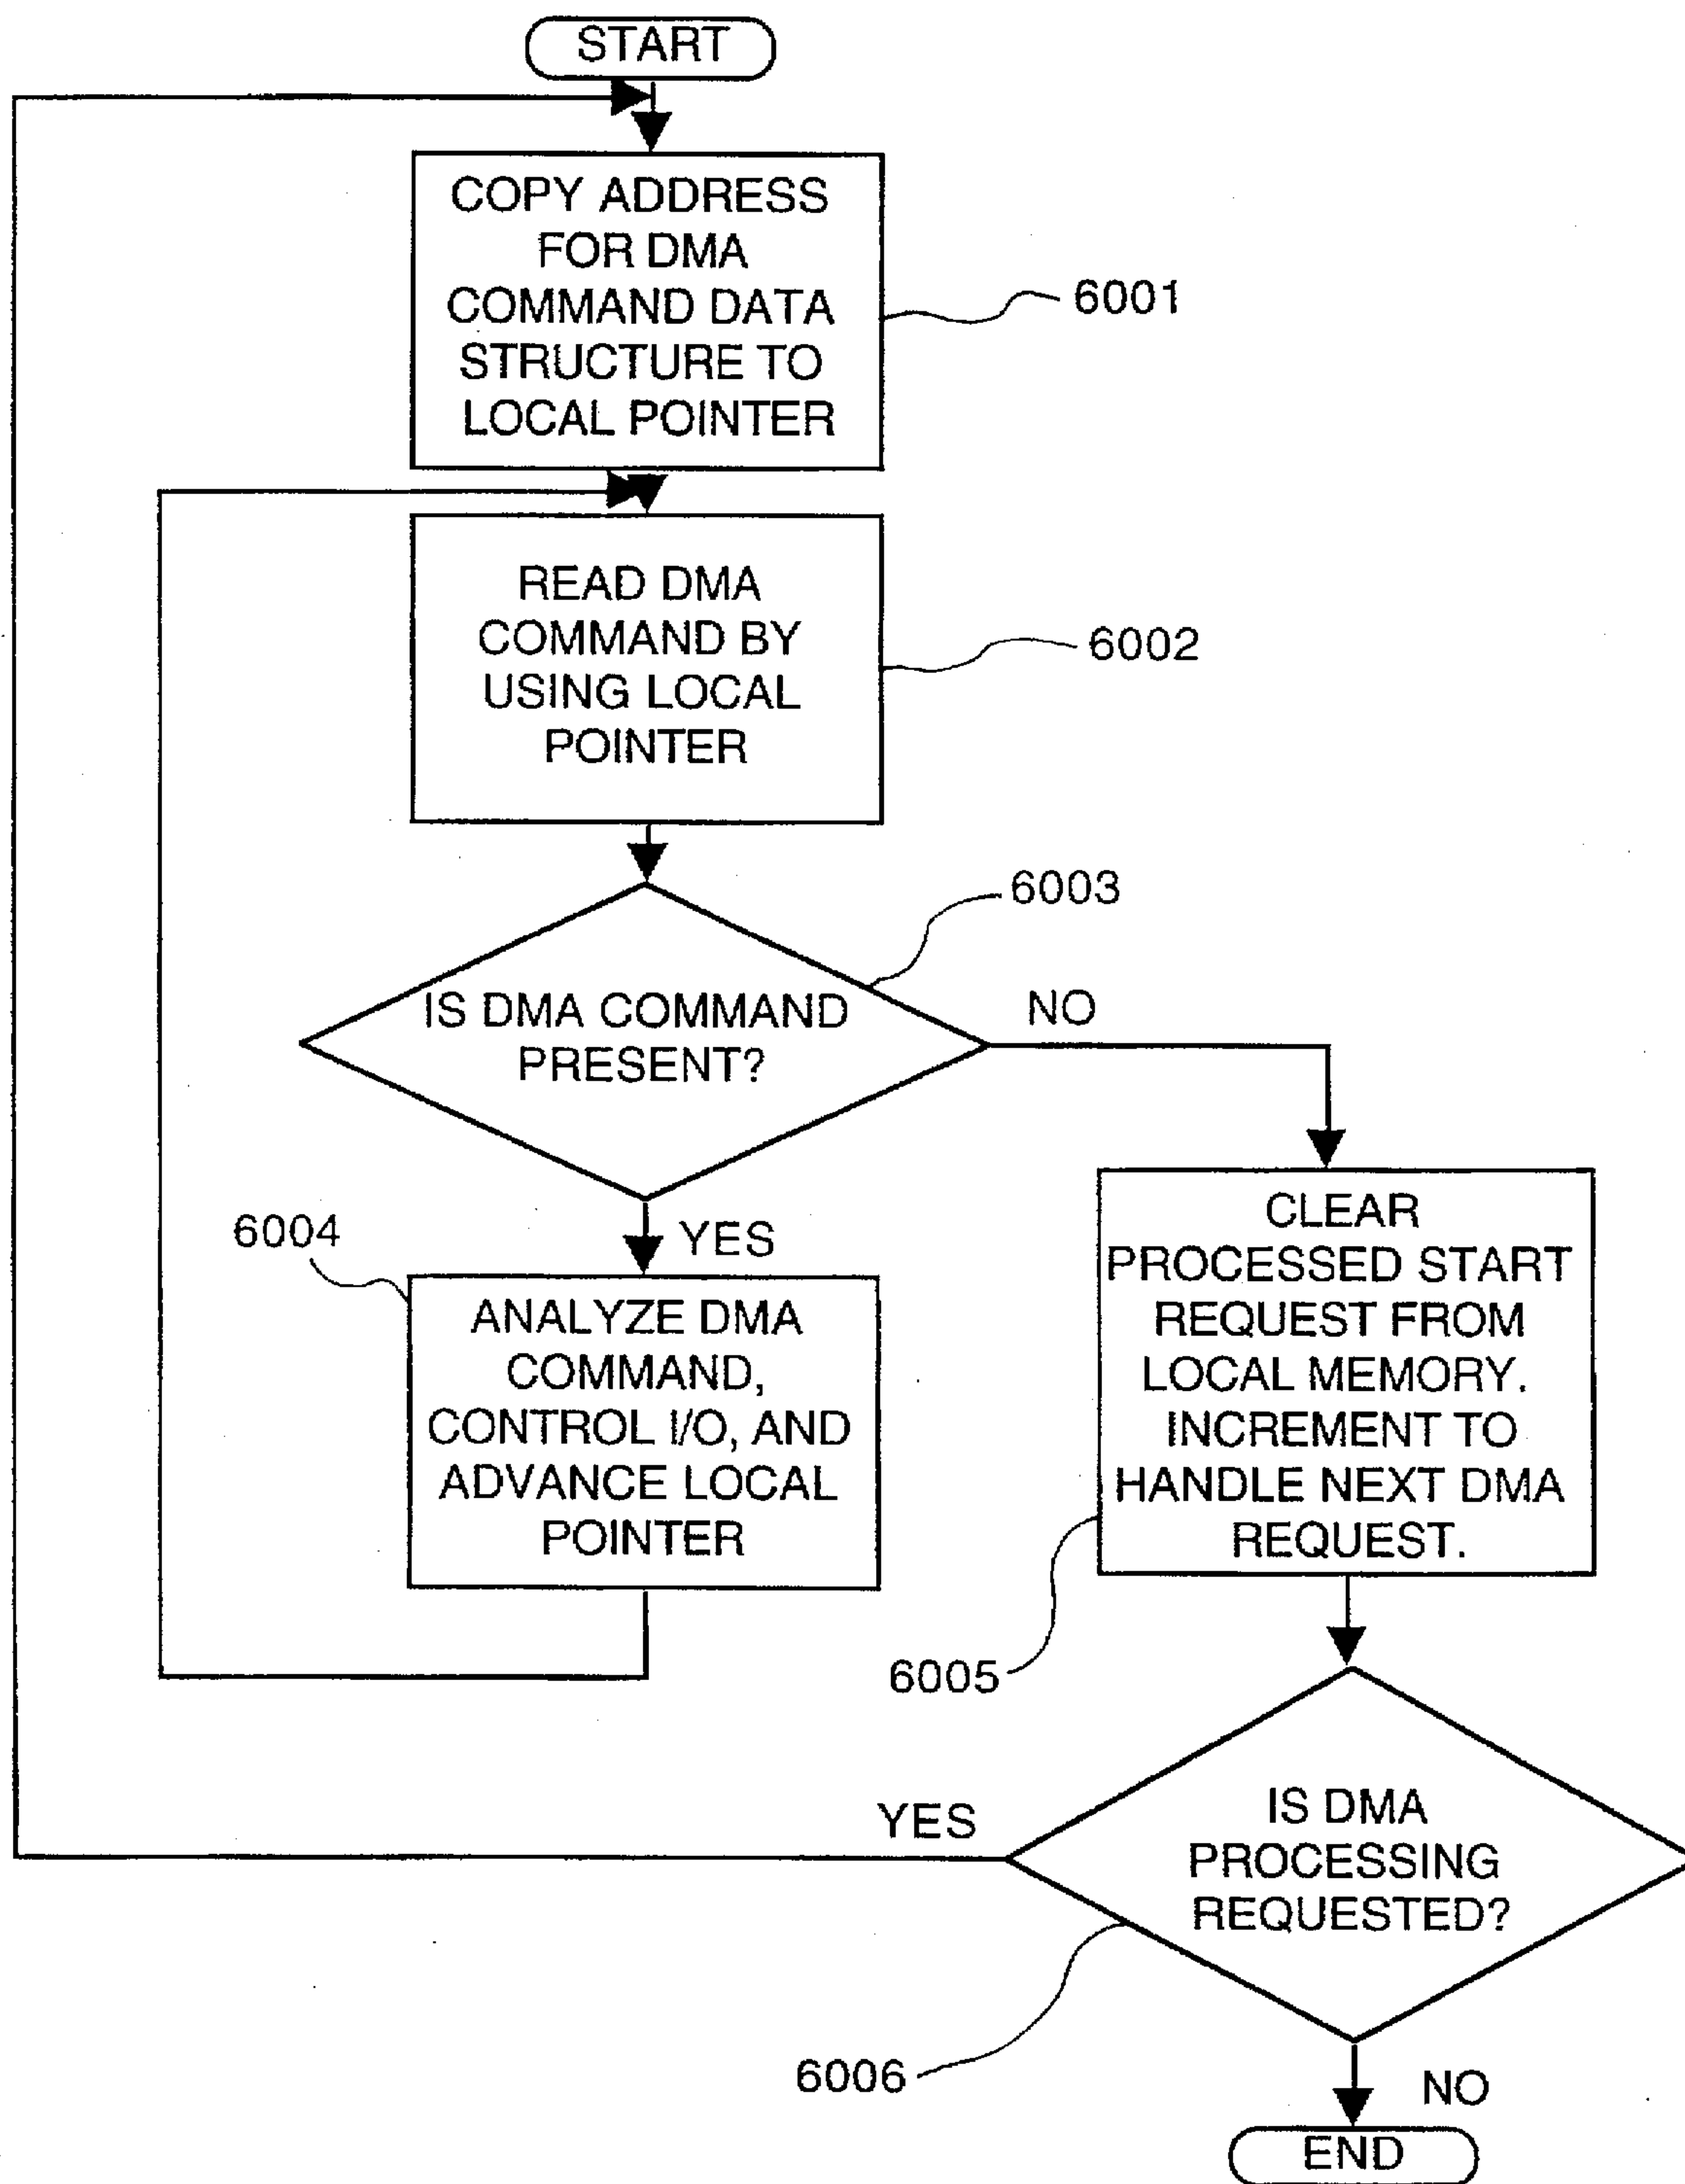 START
COPY ADDRESS
FOR DMA
COMMAND DATA
STRUCTURE TO
LOCAL POINTER
6001
READ DMA
COMMAND BY
USING LOCAL
POINTER
6002
6003
IS DMA COMMAND
PRESENT?
NO
YES
6004
ANALYZE DMA
COMMAND,
CONTROL I/O, AND
ADVANCE LOCAL
POINTER
CLEAR
PROCESSED START
REQUEST FROM
LOCAL MEMORY.
INCREMENT TO
HANDLE NEXT DMA
REQUEST.
6005
YES
IS DMA
PROCESSING
REQUESTED?
6006
NO
END